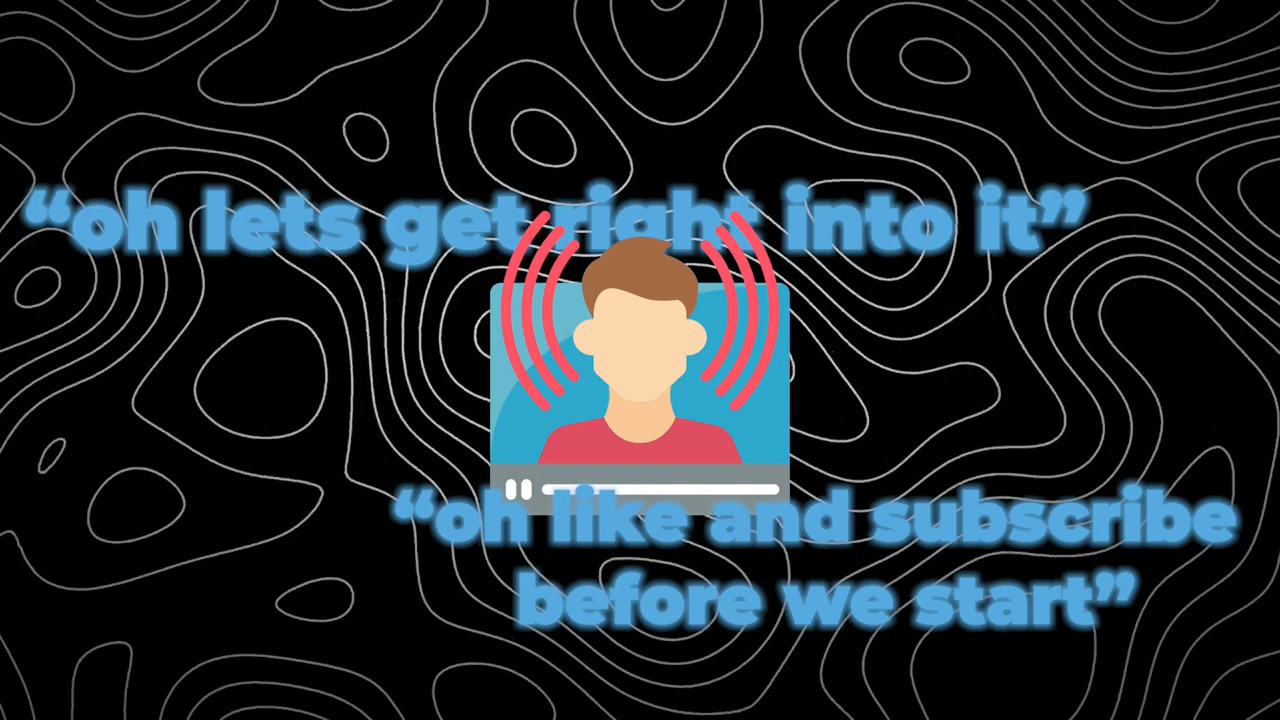 “oh lets get right into it”
“oh like and subscribe
before we start”